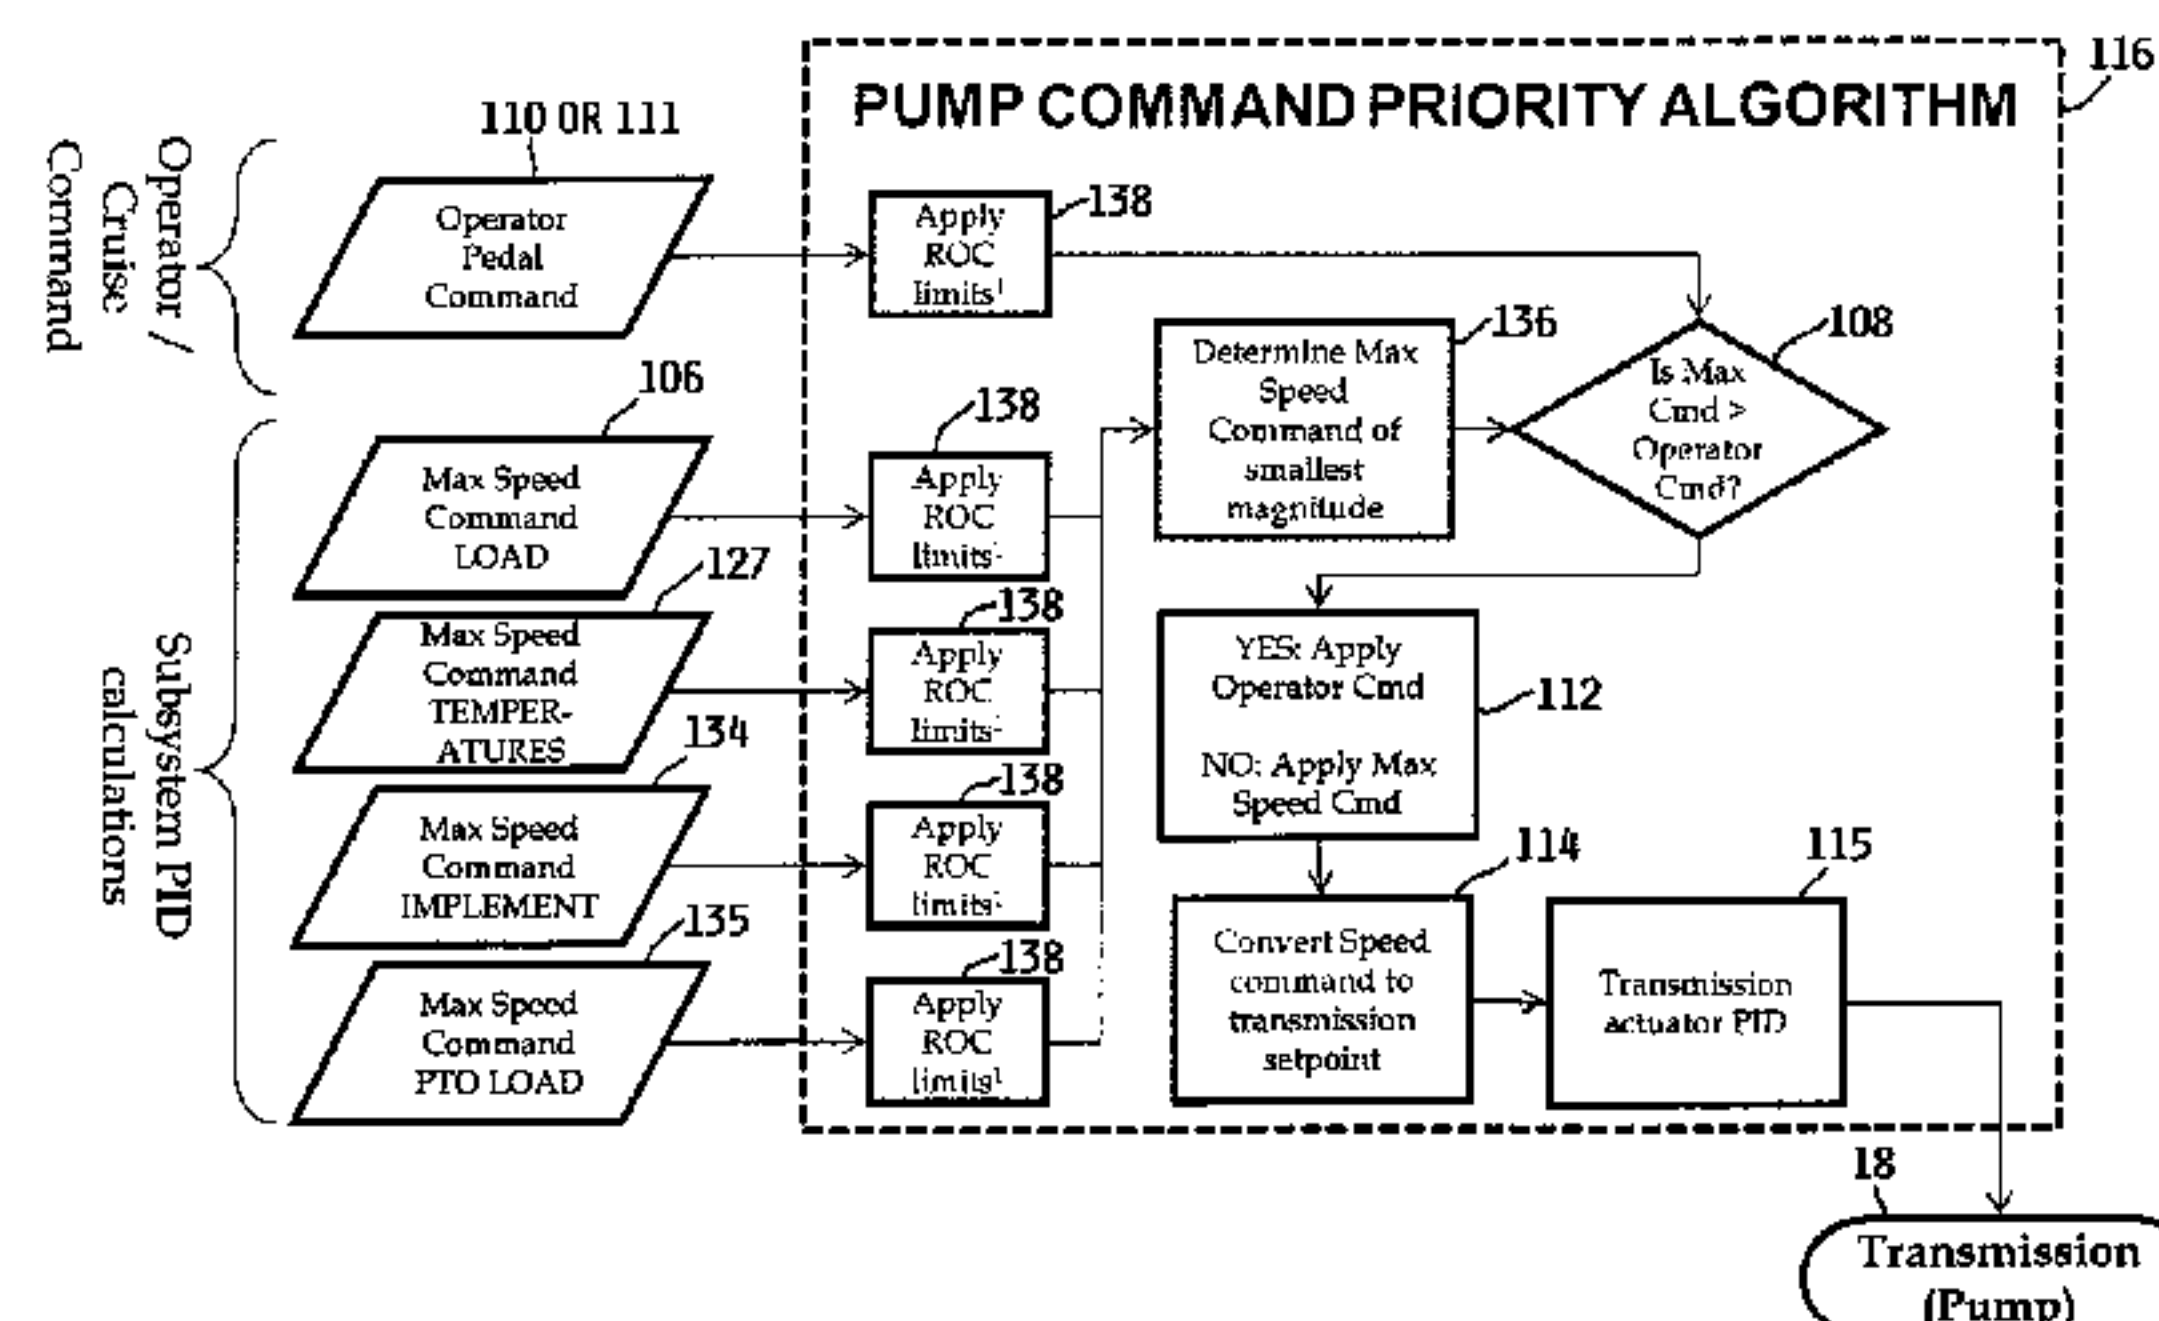 PUMP COMMAND PRIORITY ALGORITHM
116
Operator /
Cruise
Command
110 OR 111
Operator
Pedal
Command
Apply
ROC
limits¹
138
Determine Max
Speed
Command of
smallest
magnitude
136
Is Max
Cmd >
Operator
Cmd?
108
Subsystem PID
calculations
106
Max Speed
Command
LOAD
138
Apply
ROC
limits
127
Max Speed
Command
TEMPER-
ATURES
138
Apply
ROC
limits
134
Max Speed
Command
IMPLEMENT
138
Apply
ROC
limits
135
Max Speed
Command
PTO LOAD
138
Apply
ROC
limits¹
YES: Apply
Operator Cmd
NO: Apply Max
Speed Cmd
112
114
Convert Speed
command to
transmission
setpoint
115
Transmission
actuator PID
18
Transmission
(Pump)